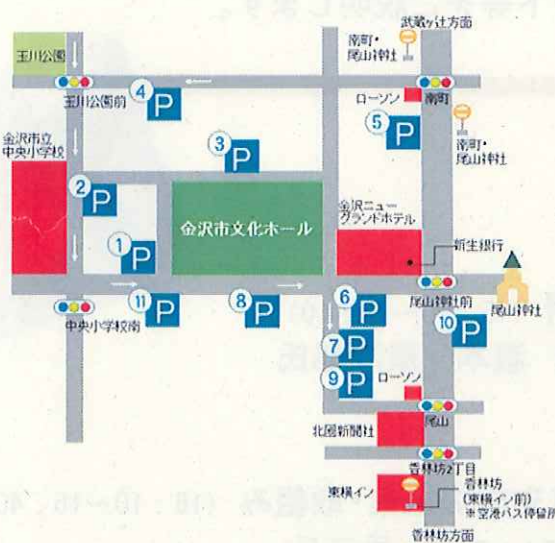 武蔵ヶ辻方面
玉川公園
南町・
尾山神社
玉川公園前
4
P
ローソン
南町
5
P
南町・
尾山神社
金沢市立
中央小学校
3
P
2
P
金沢市文化ホール
金沢ニュー
グランドホテル
新生銀行
1
P
中央小学校南
11
P
8
P
6
P
尾山神社前
尾山神社
10
P
7
P
9
P
ローソン
尾山
北國新聞社
香林坊2丁目
東横イン
香林坊
(東横イン前)
※空港バス停留所
香林坊方面